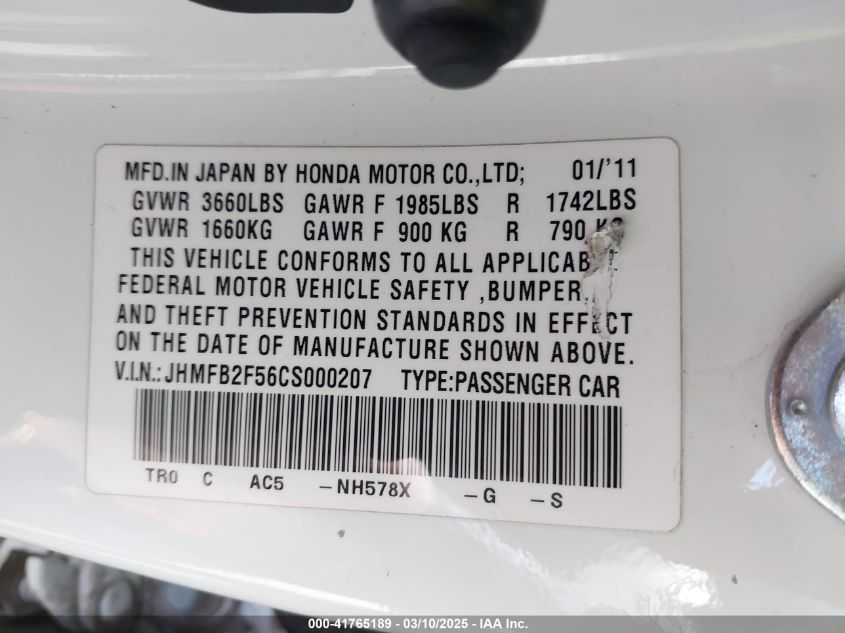 MFD.IN JAPAN BY HONDA MOTOR CO.,LTD; 01/'11
GVWR 3660LBS GAWR F 1985LBS R 1742LBS
GVWR 1660KG GAWR F 900 KG R 790
THIS VEHICLE CONFORMS TO ALL
FEDERAL MOTOR VEHICLE SAFETY ,BUMPER,
AND THEFT PREVENTION STANDARDS IN EFFECT
ON THE DATE OF MANUFACTURE SHOWN ABOVE.
V.I.N.:JHMFB2F56CS000207 TYPE:PASSENGER CAR
TR0 C AC5 -NH578X -G -S
000-41765189 - 03/10/2025 - IAA Inc.